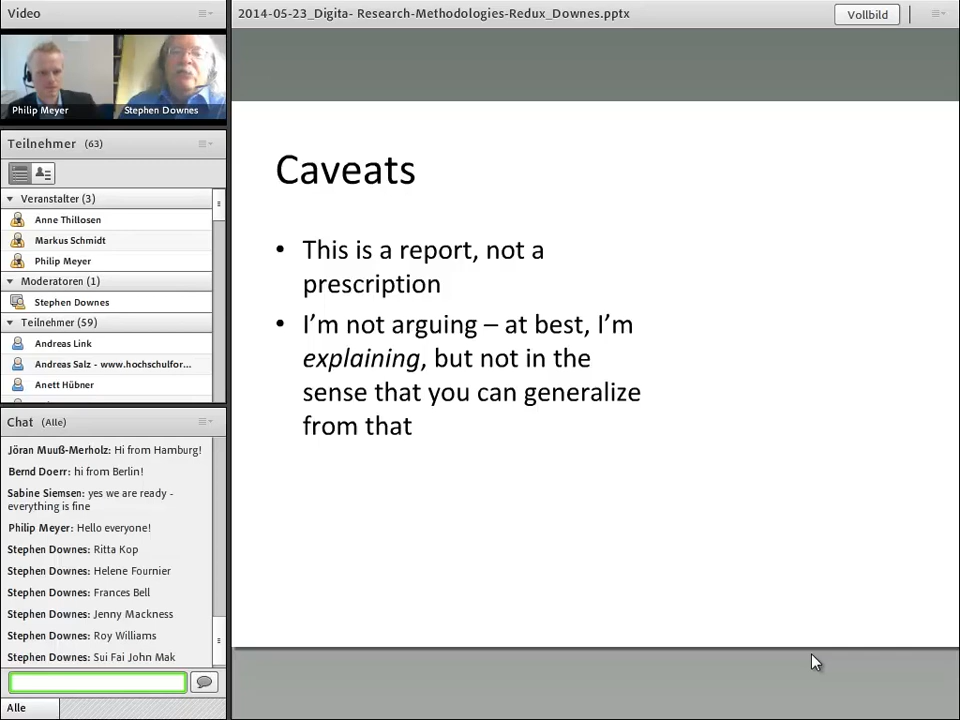 Video
2014-05-23_Digita- Research-Methodologies-Redux_Downes.pptx
Vollbild
Philip Meyer
Stephen Downes
Teilnehmer (63)
Veranstalter (3)
Anne Thillosen
Markus Schmidt
Philip Meyer
Moderatoren (1)
Stephen Downes
Teilnehmer (59)
Andreas Link
Andreas Salz - www.hochschulfor...
Anett Hübner
Chat (Alle)
Jöran Muuß-Merholz: Hi from Hamburg!
Bernd Doerr: hi from Berlin!
Sabine Siemsen: yes we are ready -
everything is fine
Philip Meyer: Hello everyone!
Stephen Downes: Ritta Kop
Stephen Downes: Helene Fournier
Stephen Downes: Frances Bell
Stephen Downes: Jenny Mackness
Stephen Downes: Roy Williams
Stephen Downes: Sui Fai John Mak
Alle
Caveats
• This is a report, not a
prescription
• I’m not arguing – at best, I’m
explaining, but not in the
sense that you can generalize
from that